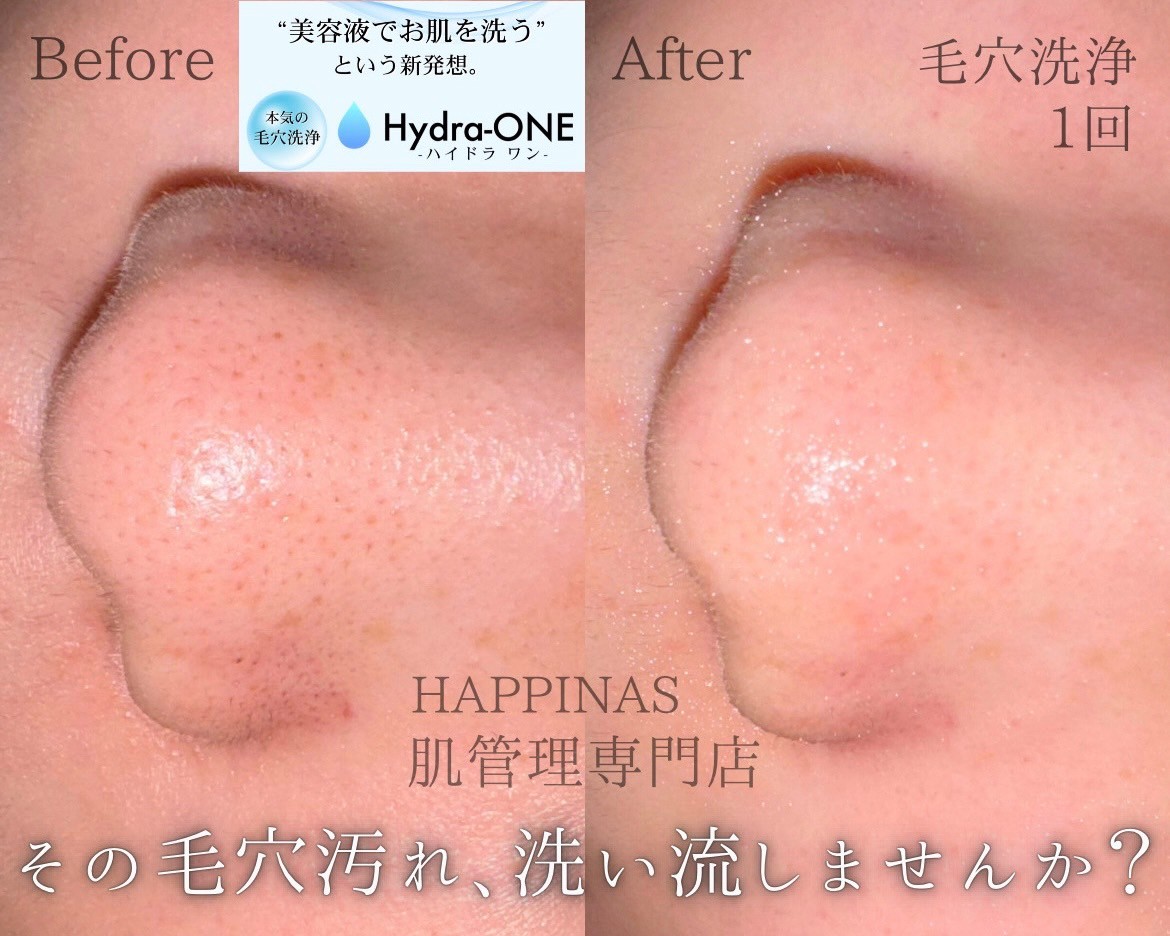 Before
“美容液でお肌を洗う”
という新発想。
本気の
毛穴洗浄
Hydra-ONE
-ハイドラ ワン-
After
毛穴洗浄
1回
HAPPINAS
肌管理専門店
その毛穴汚れ、洗い流しませんか?